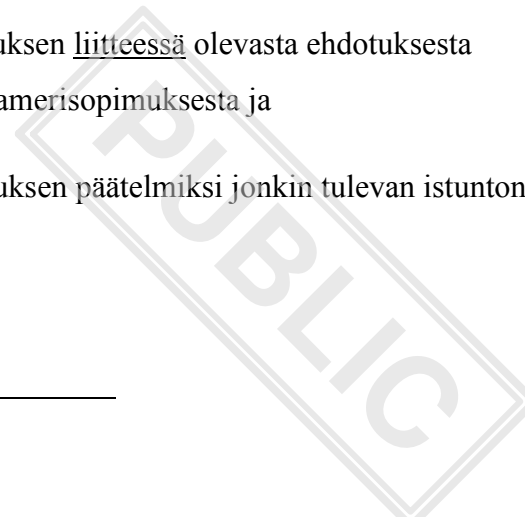 uksen liitteessä olevasta ehdotuksesta
amerisopimuksesta ja
uksen päätelmiksi jonkin tulevan istunton
PUBLIC